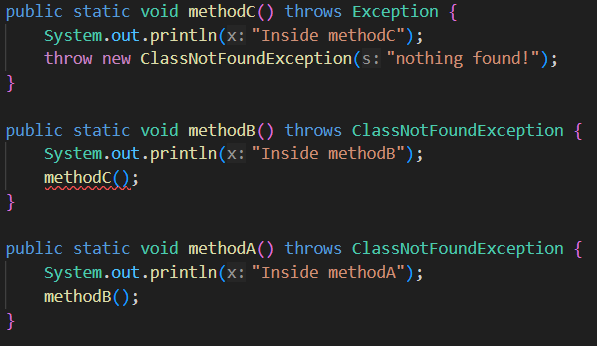 public static void methodC() throws Exception {
    System.out.println(x: "Inside methodC");
    throw new ClassNotFoundException(s: "nothing found!");
}

public static void methodB() throws ClassNotFoundException {
    System.out.println(x: "Inside methodB");
    methodC();
}

public static void methodA() throws ClassNotFoundException {
    System.out.println(x: "Inside methodA");
    methodB();
}